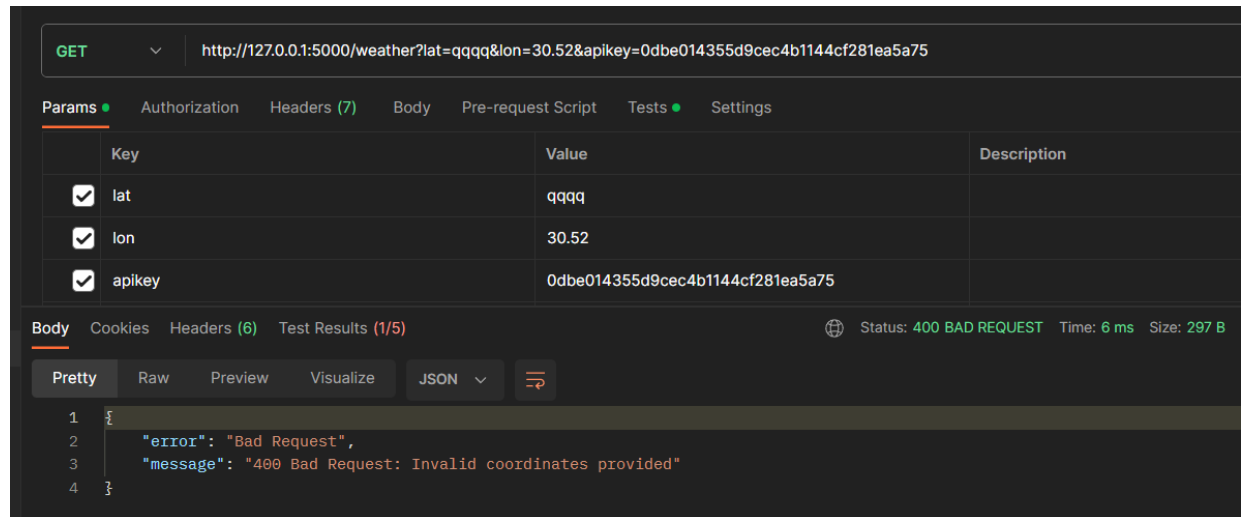 GET http://127.0.0.1:5000/weather?lat=qqqq&lon=30.52&apikey=0dbe014355d9cec4b1144cf281ea5a75
Params Authorization Headers (7) Body Pre-request Script Tests Settings
Key Value Description
lat qqqq
lon 30.52
apikey 0dbe014355d9cec4b1144cf281ea5a75
Body Cookies Headers (6) Test Results (1/5) Status: 400 BAD REQUEST Time: 6 ms Size: 297 B
Pretty Raw Preview Visualize JSON
1 {
2 "error": "Bad Request",
3 "message": "400 Bad Request: Invalid coordinates provided"
4 }